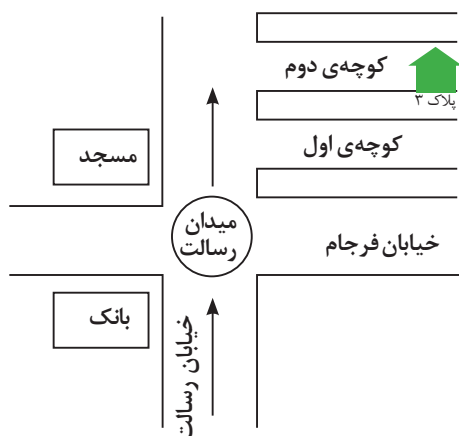 کوچه‌ی دوم
پلاک ۳
کوچه‌ی اول
مسجد
میدان
رسالت
خیابان فرجام
بانک
خیابان رسالت